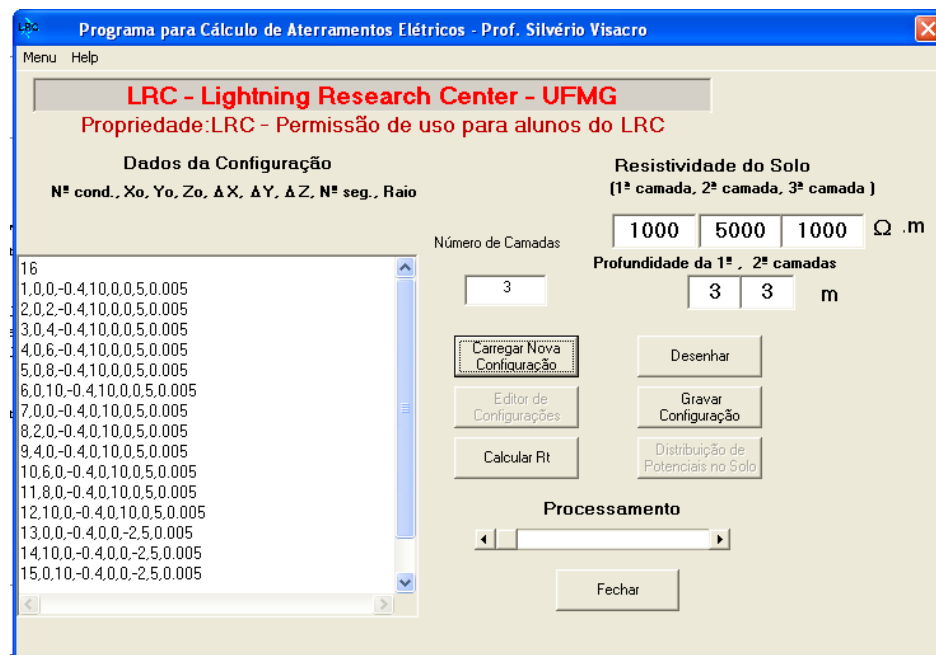 LRC Programa para Cálculo de Aterramentos Elétricos - Prof. Silvério Visacro
Menu Help
LRC - Lightning Research Center - UFMG
Propriedade:LRC - Permissão de uso para alunos do LRC
Dados da Configuração
Nº cond., Xo, Yo, Zo, ΔX, ΔY, ΔZ, Nº seg., Raio
Resistividade do Solo
(1ª camada, 2ª camada, 3ª camada )
1000 5000 1000 Ω .m
Número de Camadas
3
Profundidade da 1ª , 2ª camadas
3 3 m
16
1,0,0,-0.4,10,0,0,5,0.005
2,0,2,-0.4,10,0,0,5,0.005
3,0,4,-0.4,10,0,0,5,0.005
4,0,6,-0.4,10,0,0,5,0.005
5,0,8,-0.4,10,0,0,5,0.005
6,0,10,-0.4,10,0,0,5,0.005
7,0,0,-0.4,0,10,0,5,0.005
8,2,0,-0.4,0,10,0,5,0.005
9,4,0,-0.4,0,10,0,5,0.005
10,6,0,-0.4,0,10,0,5,0.005
11,8,0,-0.4,0,10,0,5,0.005
12,10,0,-0.4,0,10,0,5,0.005
13,0,0,-0.4,0,0,-2,5,0.005
14,10,0,-0.4,0,0,-2,5,0.005
15,0,10,-0.4,0,0,-2,5,0.005
Carregar Nova
Configuração
Desenhar
Editor de
Configurações
Gravar
Configuração
Calcular Rt
Distribuição de
Potenciais no Solo
Processamento
Fechar